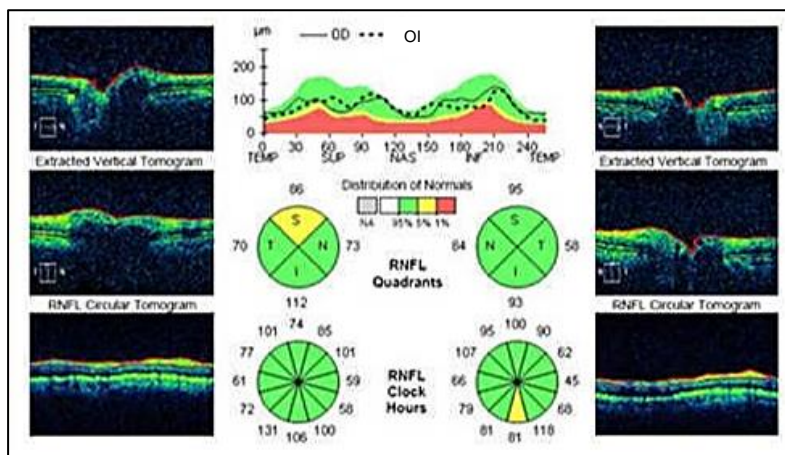 µm
OD OI
200
100
0
0 30 60 90 120 150 180 210 240
TEMP SUP NAS INF TEMP
Extracted Vertical Tomogram
Extracted Vertical Tomogram
Distribution of Normals
NA 95% 5% 1%
86
S
70 T N 73
I
112
RNFL
Quadrants
95
S
84 N T 58
I
93
RNFL Circular Tomogram
RNFL Circular Tomogram
74
101 85
77 101
61 59
72 58
131 100
106
RNFL
Clock
Hours
100
95 90
107 62
66 45
79 68
81 118
81